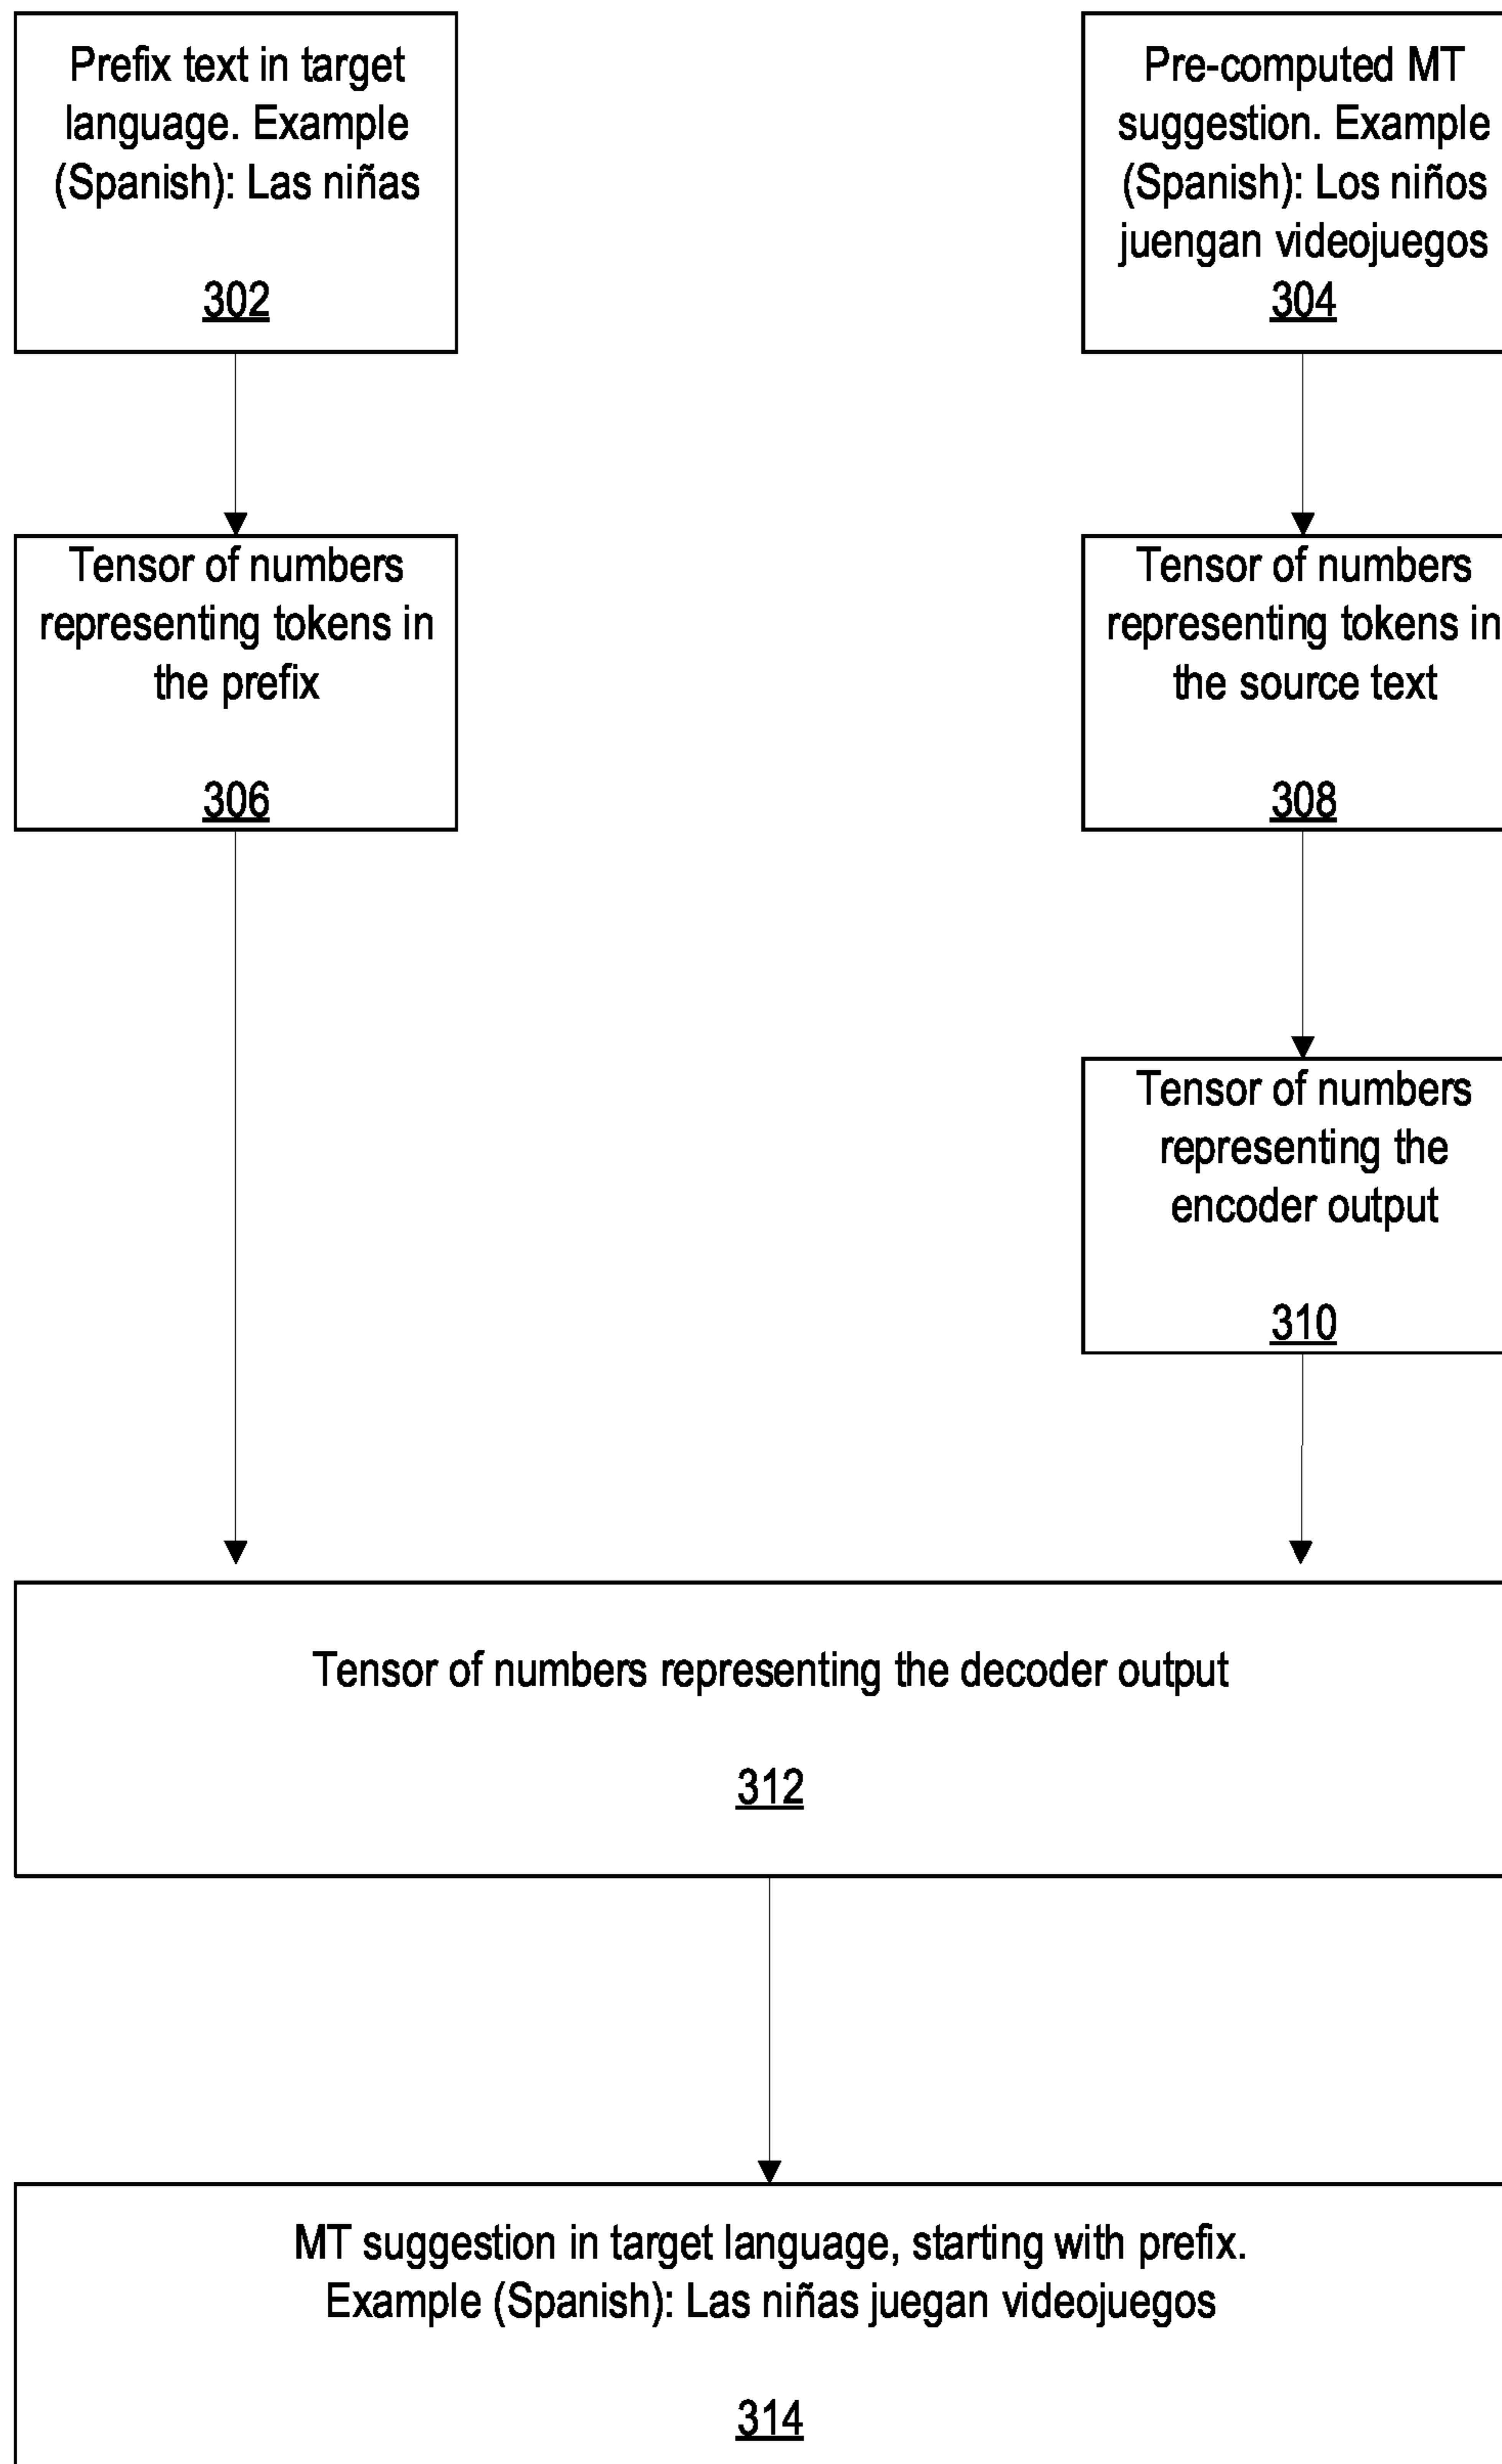 Prefix text in target
language. Example
(Spanish): Las niñas
302
Pre-computed MT
suggestion. Example
(Spanish): Los niños
juengan videojuegos
304
Tensor of numbers
representing tokens in
the prefix
306
Tensor of numbers
representing tokens in
the source text
308
Tensor of numbers
representing the
encoder output
310
Tensor of numbers representing the decoder output
312
MT suggestion in target language, starting with prefix.
Example (Spanish): Las niñas juegan videojuegos
314